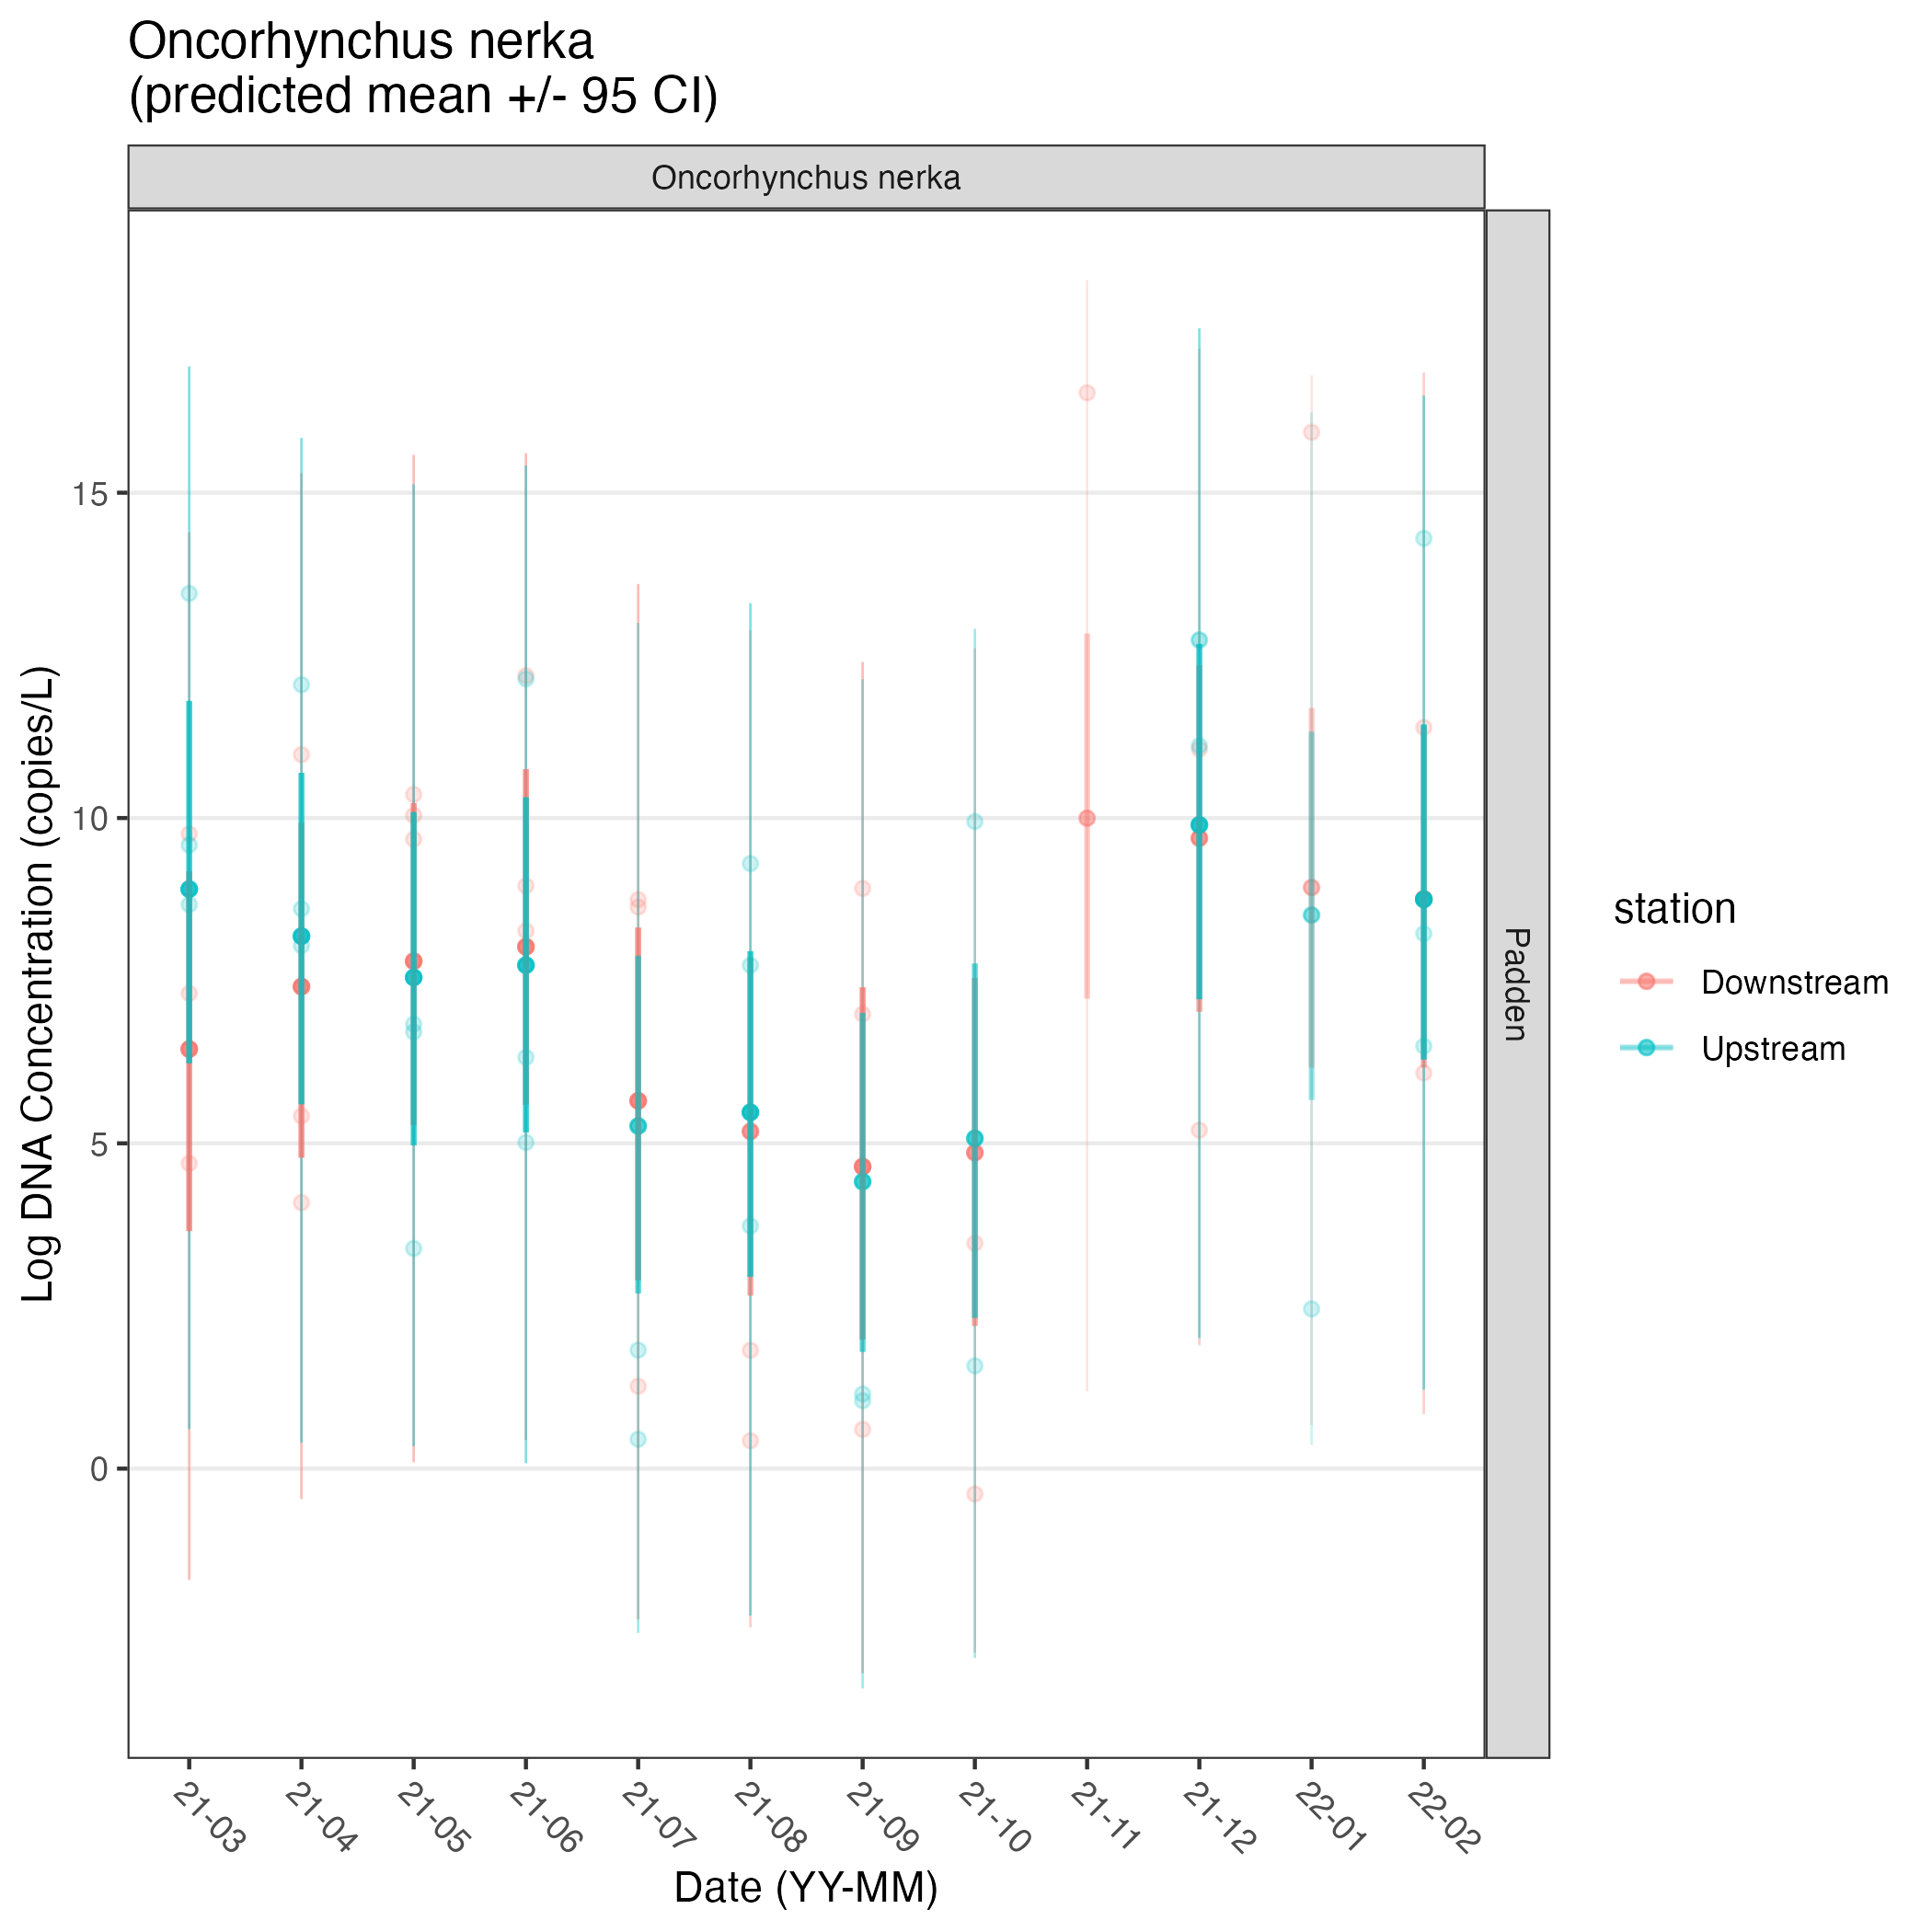 Oncorhynchus nerka
(predicted mean +/- 95 CI)
Oncorhynchus nerka
Padden
Log DNA Concentration (copies/L)
15
10
5
0
21-03
21-04
21-05
21-06
21-07
21-08
21-09
21-10
21-11
21-12
22-01
22-02
Date (YY-MM)
station
Downstream
Upstream